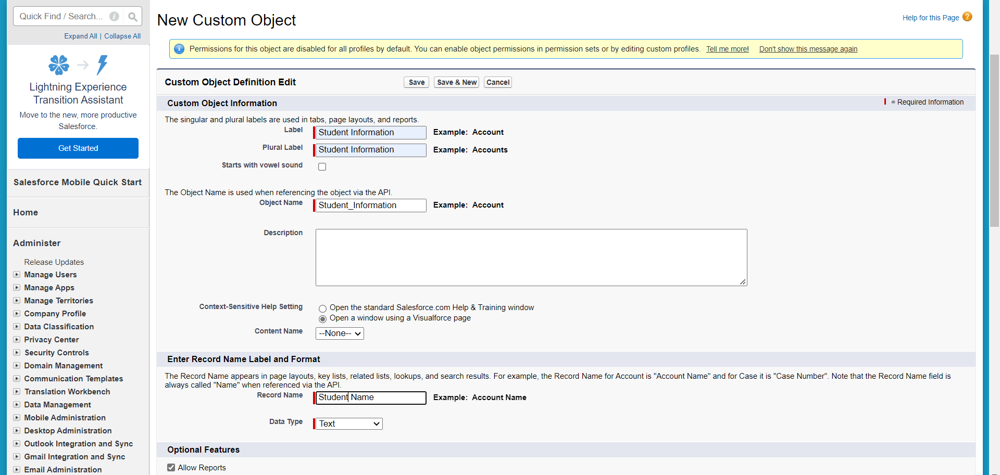 Quick Find / Search...
Expand All | Collapse All
Lightning Experience
Transition Assistant
Move to the new, more productive
Salesforce.
Get Started
Salesforce Mobile Quick Start
Home
Administer
Release Updates
Manage Users
Manage Apps
Manage Territories
Company Profile
Data Classification
Privacy Center
Security Controls
Domain Management
Communication Templates
Translation Workbench
Data Management
Mobile Administration
Desktop Administration
Outlook Integration and Sync
Gmail Integration and Sync
Email Administration
New Custom Object
Help for this Page ?
Permissions for this object are disabled for all profiles by default. You can enable object permissions in permission sets or by editing custom profiles. Tell me more! Don't show this message again
Custom Object Definition Edit Save Save & New Cancel
Custom Object Information = Required Information
The singular and plural labels are used in tabs, page layouts, and reports.
Label Student Information Example: Account
Plural Label Student Information Example: Accounts
Starts with vowel sound
The Object Name is used when referencing the object via the API.
Object Name Student_Information Example: Account
Description
Context-Sensitive Help Setting Open the standard Salesforce.com Help & Training window
Open a window using a Visualforce page
Content Name --None--
Enter Record Name Label and Format
The Record Name appears in page layouts, key lists, related lists, lookups, and search results. For example, the Record Name for Account is "Account Name" and for Case it is "Case Number". Note that the Record Name field is
always called "Name" when referenced via the API.
Record Name Student Name Example: Account Name
Data Type Text
Optional Features
Allow Reports